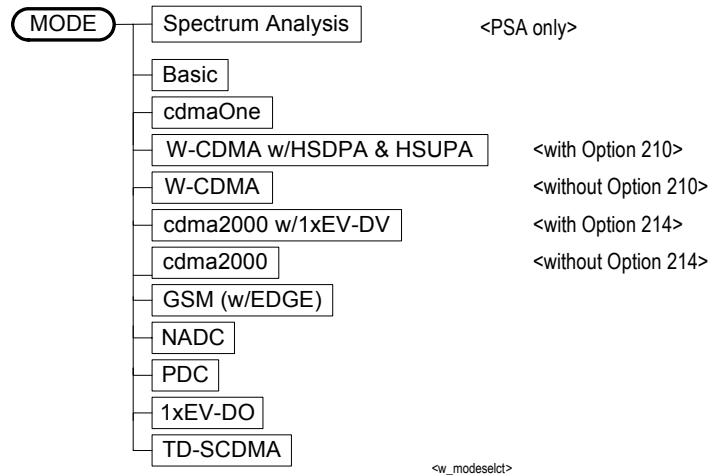 MODE
Spectrum Analysis <PSA only>
Basic
cdmaOne
W-CDMA w/HSDPA & HSUPA <with Option 210>
W-CDMA <without Option 210>
cdma2000 w/1xEV-DV <with Option 214>
cdma2000 <without Option 214>
GSM (w/EDGE)
NADC
PDC
1xEV-DO
TD-SCDMA
<w_modeselct>